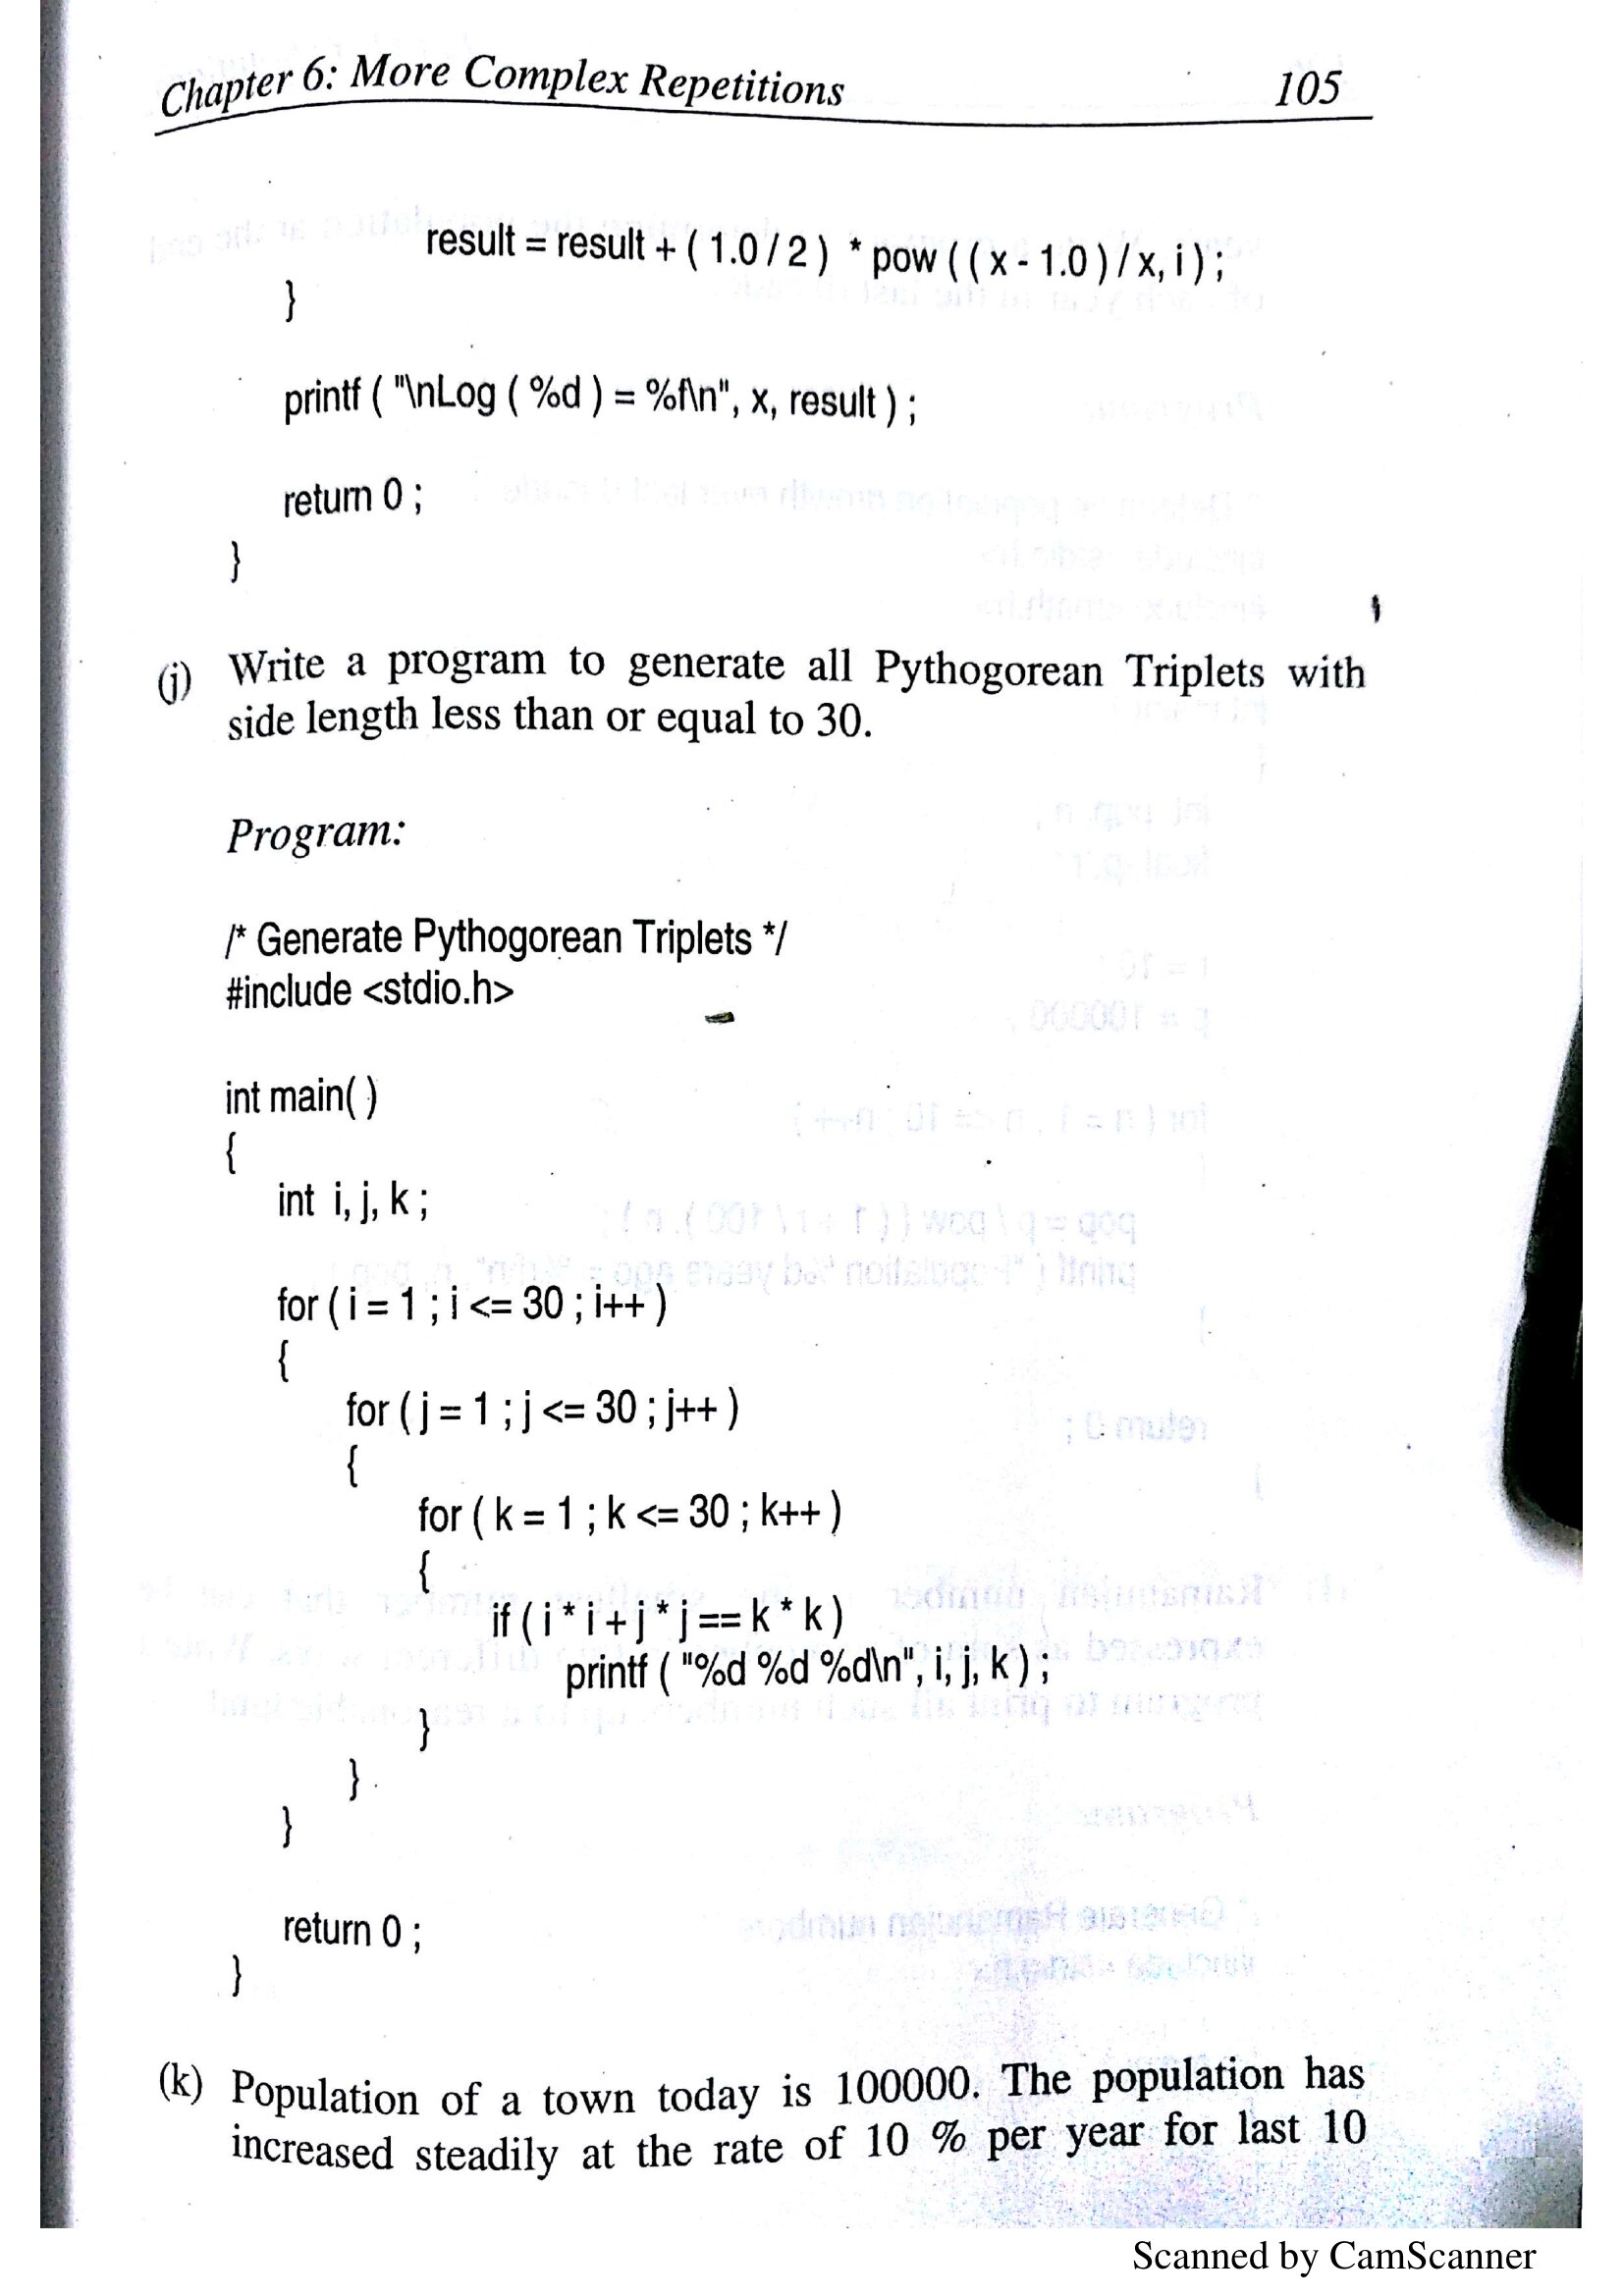 Chapter 6: More Complex Repetitions 105
result = result + ( 1.0 / 2 ) * pow ( ( x - 1.0 ) / x, i ) ;
}
printf ( "\nLog ( %d ) = %f\n", x, result ) ;
return 0 ;
}
(j) Write a program to generate all Pythogorean Triplets with
side length less than or equal to 30.
Program:
/* Generate Pythogorean Triplets */
#include <stdio.h>
int main( )
{
int i, j, k ;
for ( i = 1 ; i <= 30 ; i++ )
{
for ( j = 1 ; j <= 30 ; j++ )
{
for ( k = 1 ; k <= 30 ; k++ )
{
if ( i * i + j * j == k * k )
printf ( "%d %d %d\n", i, j, k ) ;
}
}
}
return 0 ;
}
(k) Population of a town today is 100000. The population has
increased steadily at the rate of 10 % per year for last 10
Scanned by CamScanner